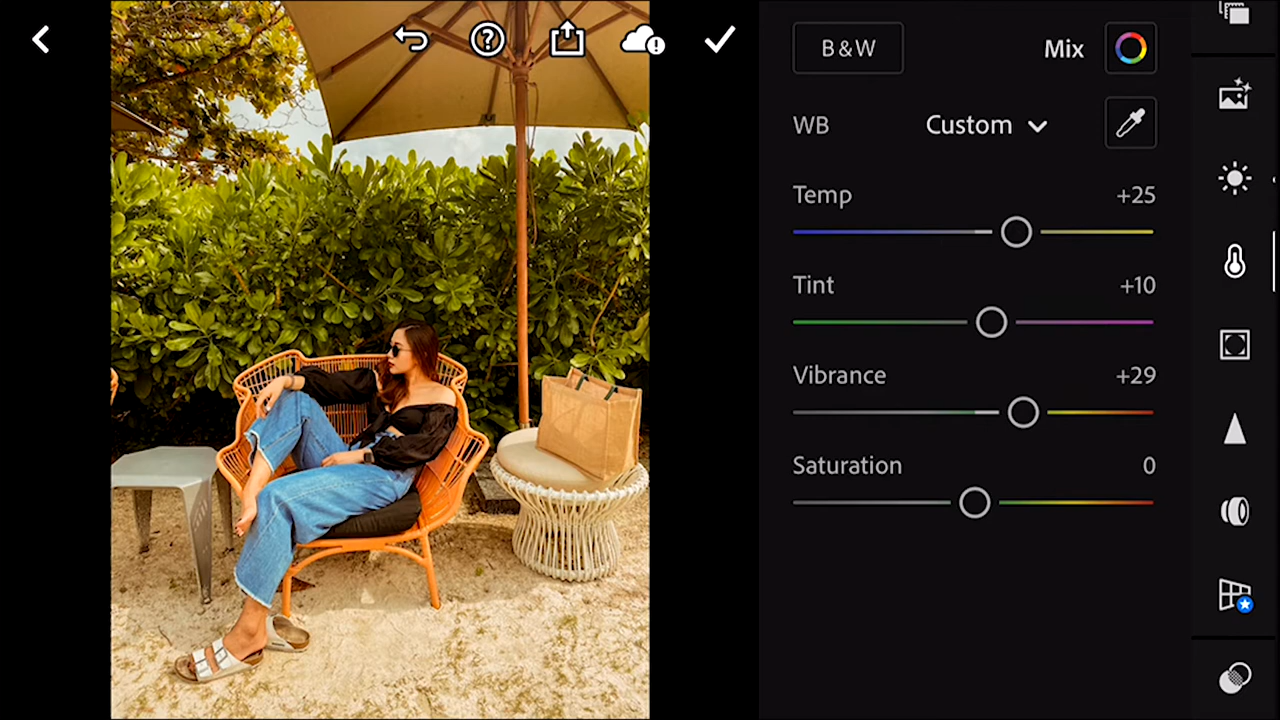 B&W Mix
WB Custom
Temp +25
Tint +10
Vibrance +29
Saturation 0